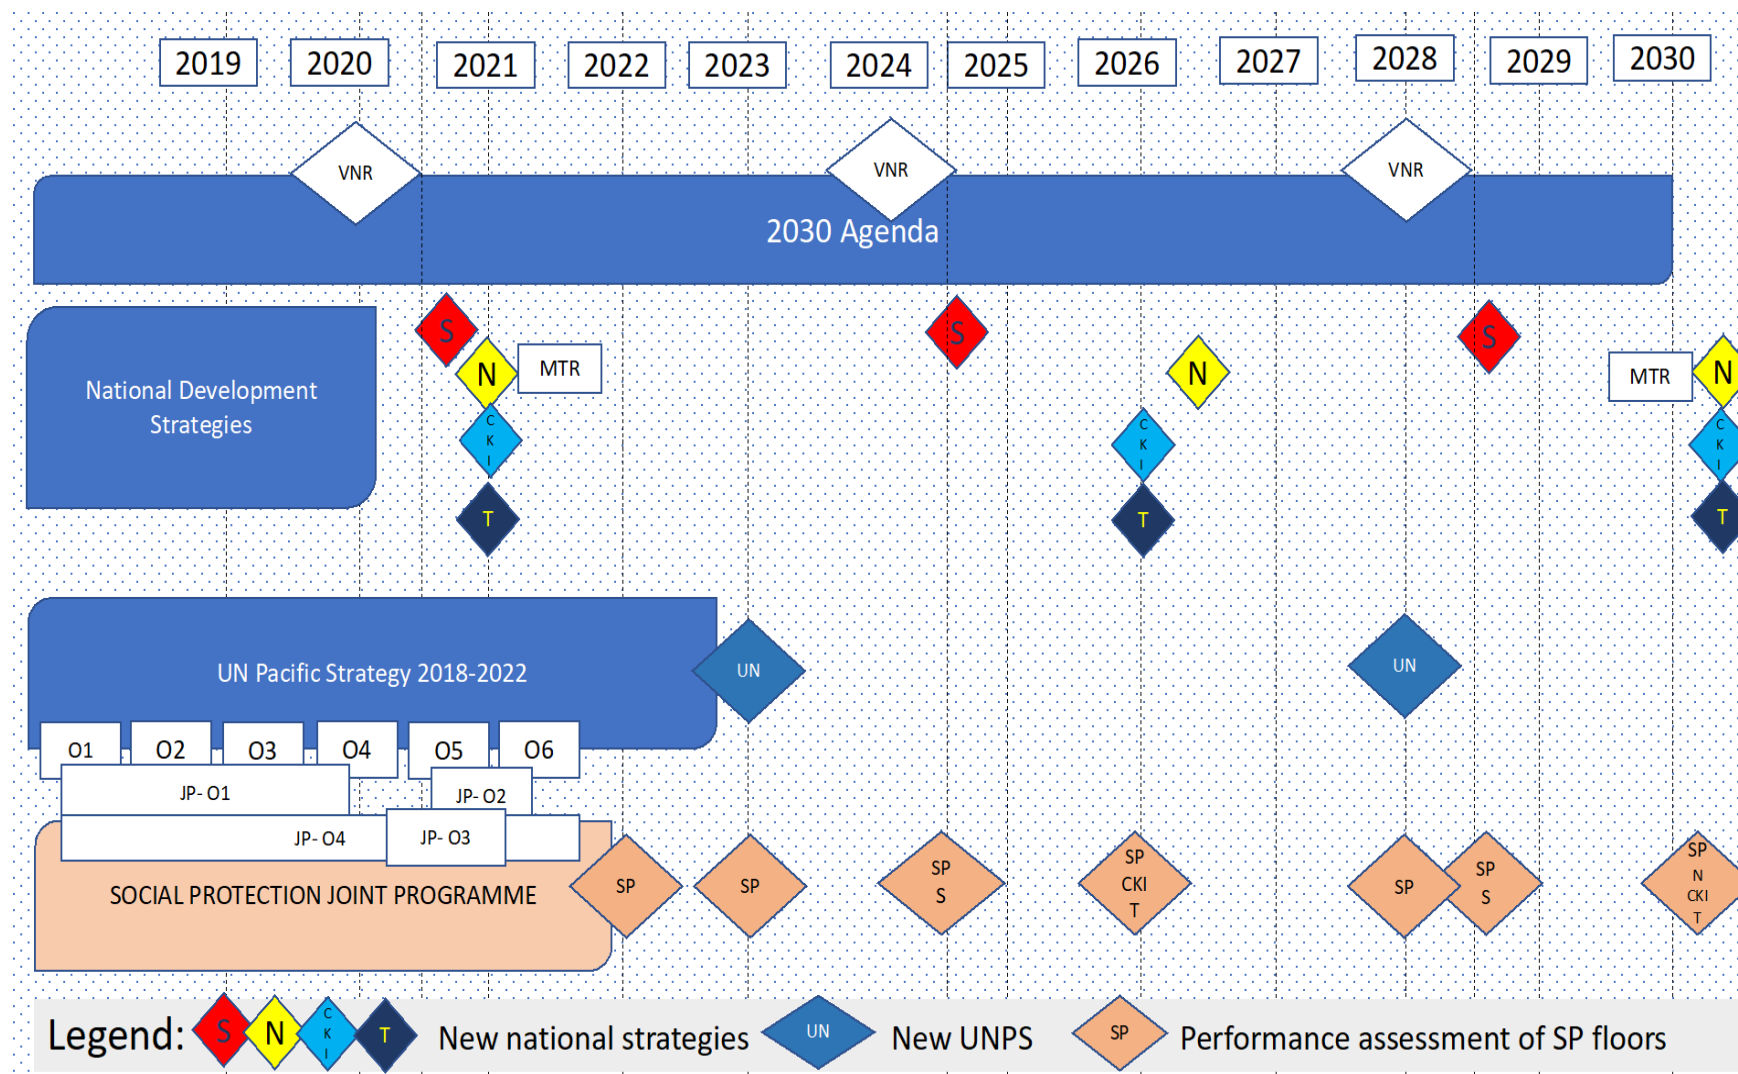 2019
2020
2021
2022
2023
2024
2025
2026
2027
2028
2029
2030
VNR
VNR
VNR
2030 Agenda
S
S
S
N
MTR
N
MTR
N
National Development
Strategies
C
K
I
C
K
I
C
K
I
T
T
T
UN Pacific Strategy 2018-2022
UN
UN
O1
O2
O3
O4
O5
O6
JP- O1
JP- O2
JP- O4
JP- O3
SOCIAL PROTECTION JOINT PROGRAMME
SP
SP
SP
S
SP
CKI
T
SP
SP
S
SP
N
CKI
T
Legend:
S
N
C
K
I
T
New national strategies
UN
New UNPS
SP
Performance assessment of SP floors